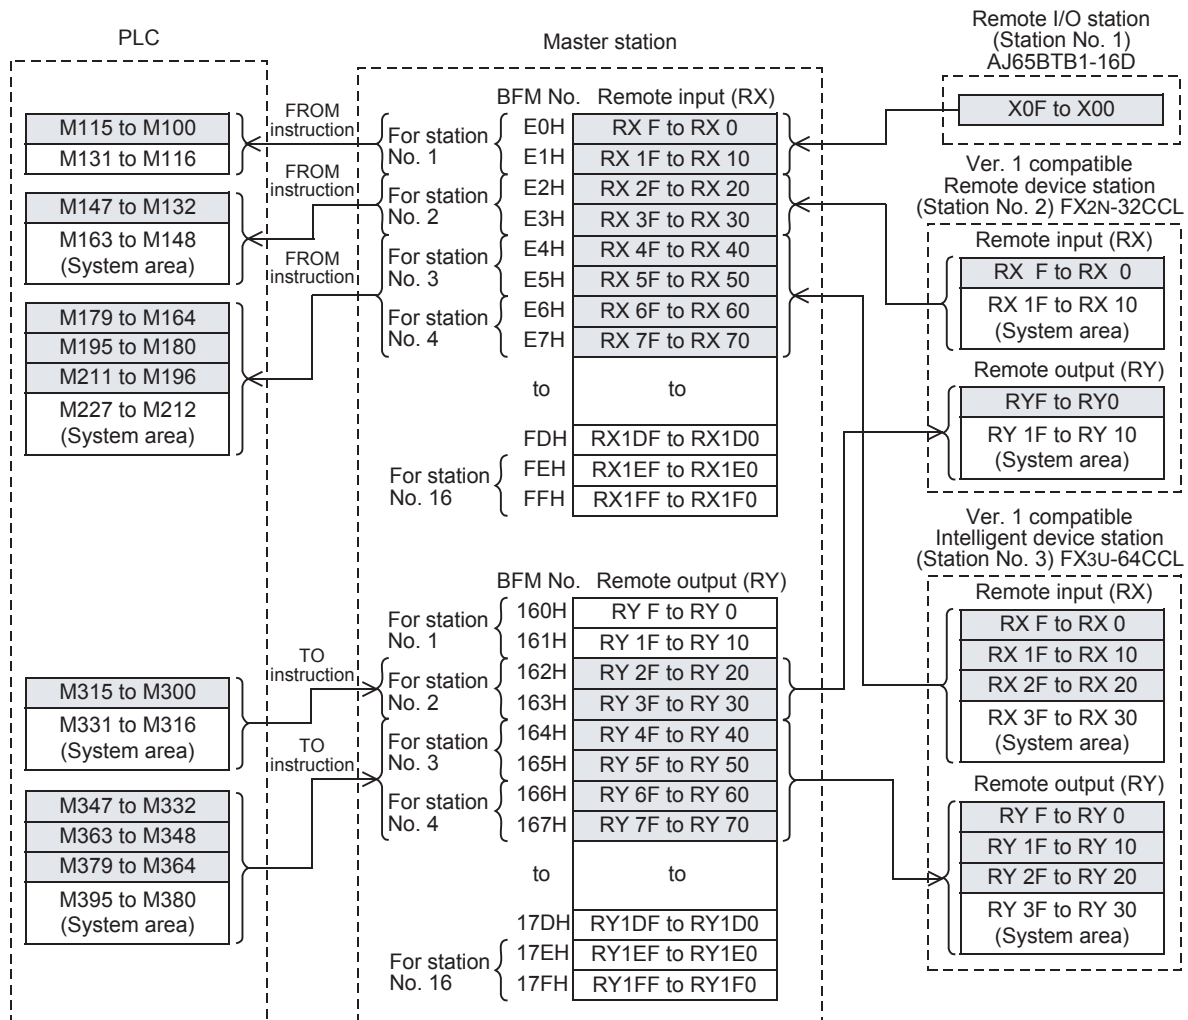 PLC
M115 to M100
M131 to M116
M147 to M132
M163 to M148
(System area)
M179 to M164
M195 to M180
M211 to M196
M227 to M212
(System area)
M315 to M300
M331 to M316
(System area)
M347 to M332
M363 to M348
M379 to M364
M395 to M380
(System area)
FROM
instruction
FROM
instruction
FROM
instruction
TO
instruction
TO
instruction
Master station
BFM No. Remote input (RX)
For station
No. 1
E0H RX F to RX 0
E1H RX 1F to RX 10
For station
No. 2
E2H RX 2F to RX 20
E3H RX 3F to RX 30
For station
No. 3
E4H RX 4F to RX 40
E5H RX 5F to RX 50
For station
No. 4
E6H RX 6F to RX 60
E7H RX 7F to RX 70
to to
FDH RX1DF to RX1D0
For station
No. 16
FEH RX1EF to RX1E0
FFH RX1FF to RX1F0
BFM No. Remote output (RY)
For station
No. 1
160H RY F to RY 0
161H RY 1F to RY 10
For station
No. 2
162H RY 2F to RY 20
163H RY 3F to RY 30
For station
No. 3
164H RY 4F to RY 40
165H RY 5F to RY 50
For station
No. 4
166H RY 6F to RY 60
167H RY 7F to RY 70
to to
17DH RY1DF to RY1D0
For station
No. 16
17EH RY1EF to RY1E0
17FH RY1FF to RY1F0
Remote I/O station
(Station No. 1)
AJ65BTB1-16D
X0F to X00
Ver. 1 compatible
Remote device station
(Station No. 2) FX2N-32CCL
Remote input (RX)
RX F to RX 0
RX 1F to RX 10
(System area)
Remote output (RY)
RYF to RY0
RY 1F to RY 10
(System area)
Ver. 1 compatible
Intelligent device station
(Station No. 3) FX3U-64CCL
Remote input (RX)
RX F to RX 0
RX 1F to RX 10
RX 2F to RX 20
RX 3F to RX 30
(System area)
Remote output (RY)
RY F to RY 0
RY 1F to RY 10
RY 2F to RY 20
RY 3F to RY 30
(System area)